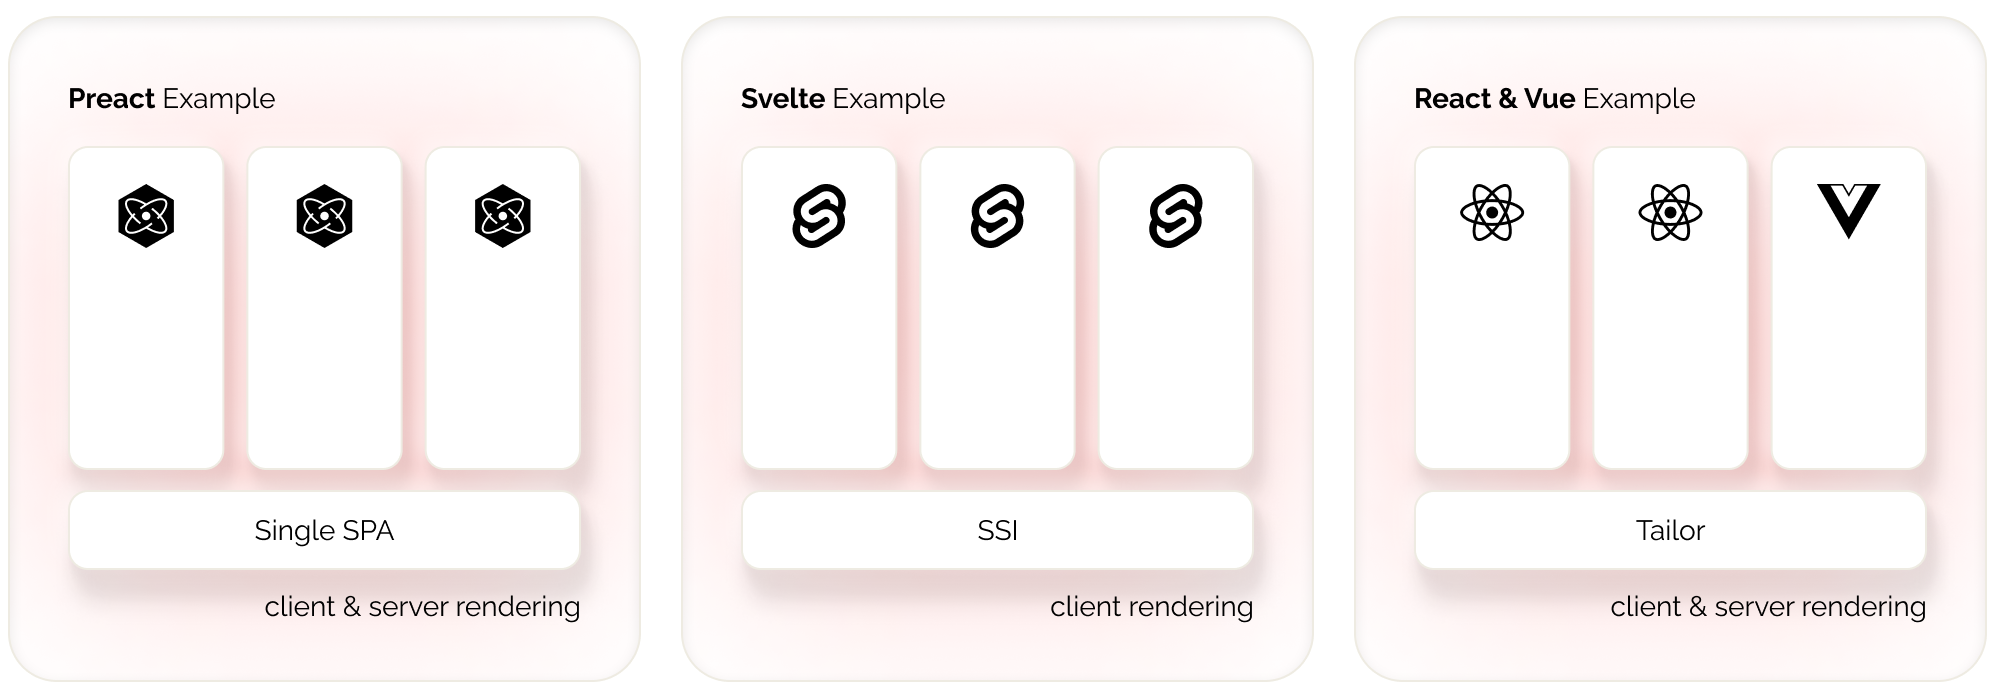 Preact Example
Single SPA
client & server rendering
Svelte Example
SSI
client rendering
React & Vue Example
Tailor
client & server rendering